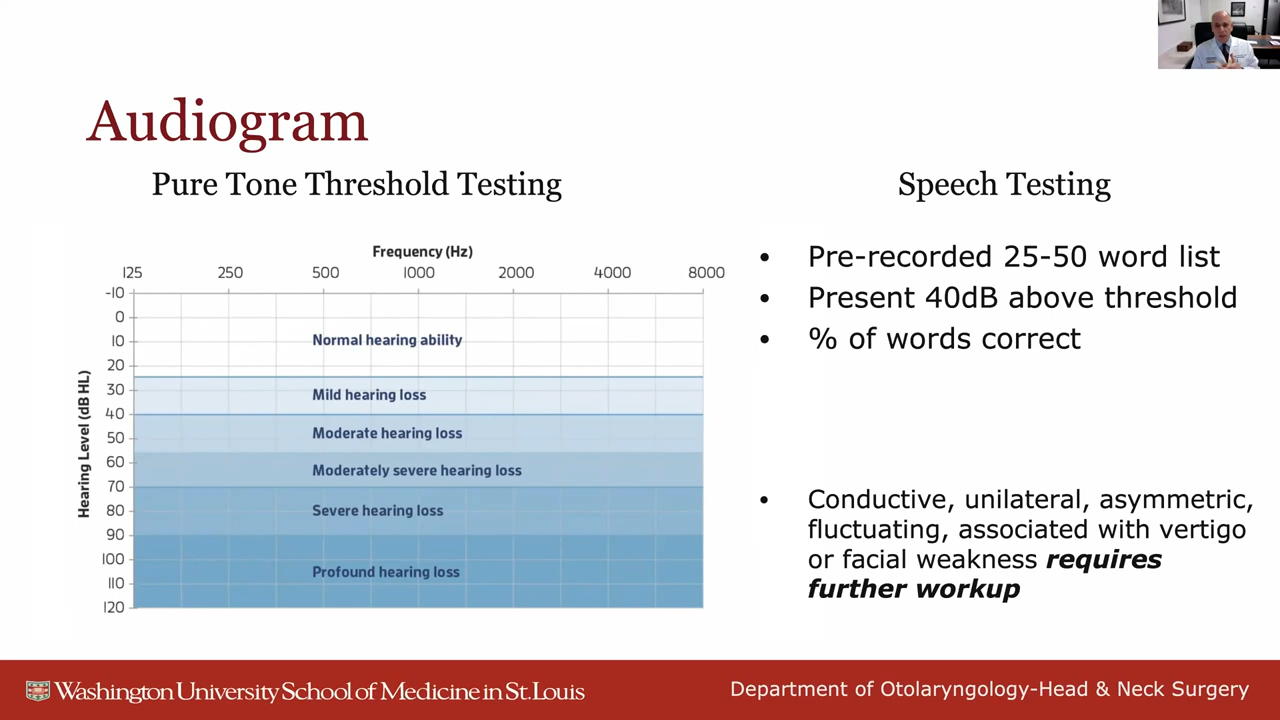 Audiogram
Pure Tone Threshold Testing
Frequency (Hz)
125 250 500 1000 2000 4000 8000
Hearing Level (dB HL)
-10
0
10
20
30
40
50
60
70
80
90
100
110
120
Normal hearing ability
Mild hearing loss
Moderate hearing loss
Moderately severe hearing loss
Severe hearing loss
Profound hearing loss
Speech Testing
• Pre-recorded 25-50 word list
• Present 40dB above threshold
• % of words correct
• Conductive, unilateral, asymmetric,
fluctuating, associated with vertigo
or facial weakness requires
further workup
Washington University School of Medicine in St. Louis
Department of Otolaryngology-Head & Neck Surgery